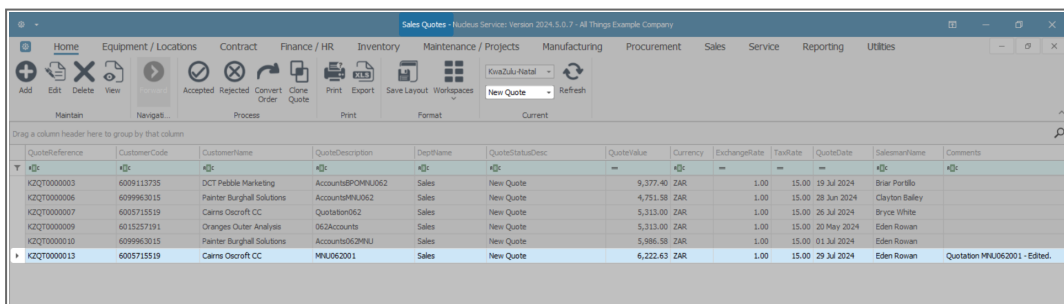 Sales Quotes - Nucleus Service: Version 2024.5.0.7 - All Things Example Company
Home Equipment / Locations Contract Finance / HR Inventory Maintenance / Projects Manufacturing Procurement Sales Service Reporting Utilities
KwaZulu-Natal
New Quote
Add Edit Delete View Forward Accepted Rejected Convert Order Clone Quote Print Export Save Layout Workspaces Refresh
Maintain Navigati... Process Print Format Current
Drag a column header here to group by that column
QuoteReference CustomerCode CustomerName QuoteDescription DeptName QuoteStatusDesc QuoteValue Currency ExchangeRate TaxRate QuoteDate SalesmanName Comments
KZQT0000003 6009113735 DCT Pebble Marketing AccountsBPOMNU062 Sales New Quote 9,377.40 ZAR 1.00 15.00 19 Jul 2024 Briar Portillo
KZQT0000006 6099963015 Painter Burghall Solutions AccountsMNU062 Sales New Quote 4,751.58 ZAR 1.00 15.00 28 Jun 2024 Clayton Bailey
KZQT0000007 6005715519 Cairns Oscroft CC Quotation062 Sales New Quote 5,313.00 ZAR 1.00 15.00 26 Jul 2024 Bryce White
KZQT0000009 6015257191 Oranges Outer Analysis 062Accounts Sales New Quote 5,313.00 ZAR 1.00 15.00 20 May 2024 Eden Rowan
KZQT0000010 6099963015 Painter Burghall Solutions Accounts062MNU Sales New Quote 5,986.58 ZAR 1.00 15.00 01 Jul 2024 Eden Rowan
KZQT0000013 6005715519 Cairns Oscroft CC MNU062001 Sales New Quote 6,222.63 ZAR 1.00 15.00 29 Jul 2024 Eden Rowan Quotation MNU062001 - Edited.